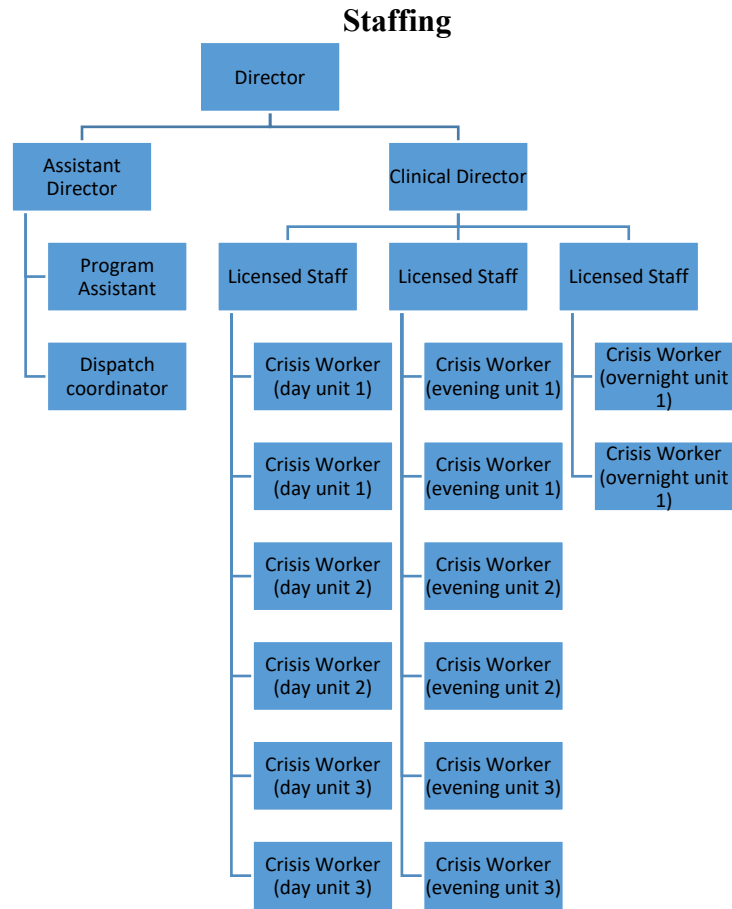 Staffing
Director
Assistant
Director
Clinical Director
Program
Assistant
Dispatch
coordinator
Licensed Staff
Licensed Staff
Licensed Staff
Crisis Worker
(day unit 1)
Crisis Worker
(day unit 1)
Crisis Worker
(day unit 2)
Crisis Worker
(day unit 2)
Crisis Worker
(day unit 3)
Crisis Worker
(day unit 3)
Crisis Worker
(evening unit 1)
Crisis Worker
(evening unit 1)
Crisis Worker
(evening unit 2)
Crisis Worker
(evening unit 2)
Crisis Worker
(evening unit 3)
Crisis Worker
(evening unit 3)
Crisis Worker
(overnight unit
1)
Crisis Worker
(overnight unit
1)